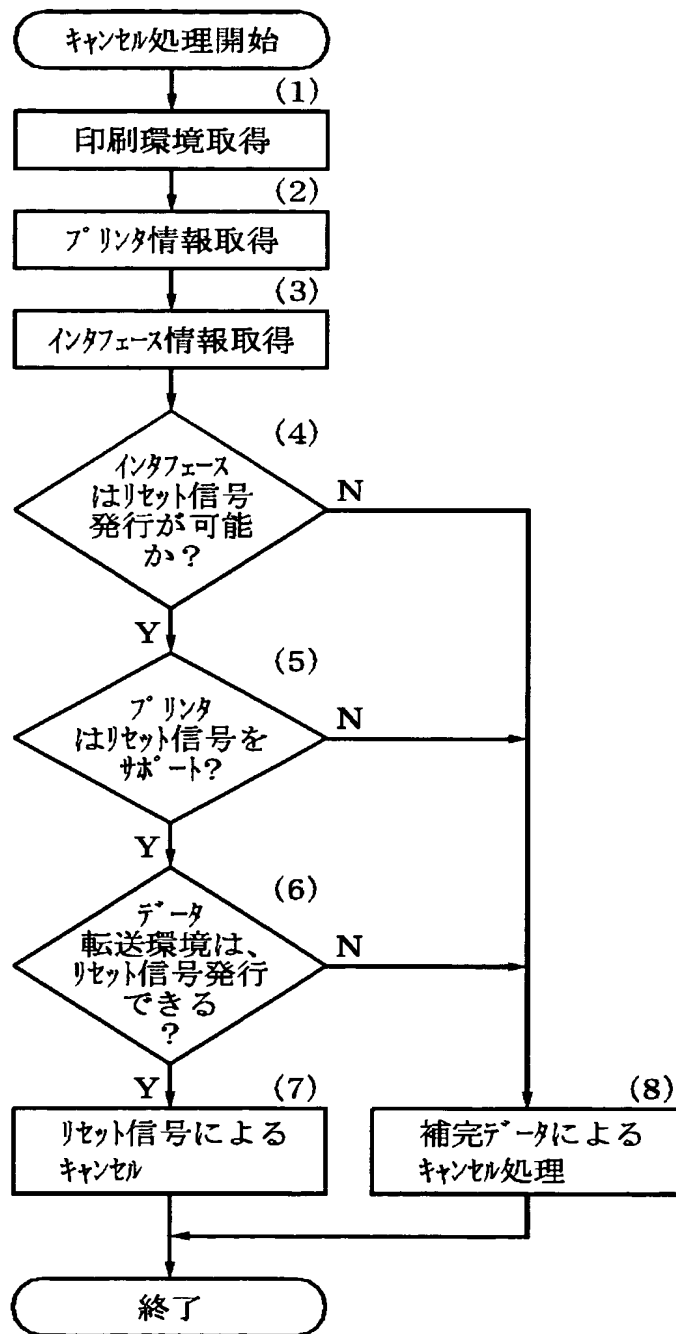 キャンセル処理開始
(1)
印刷環境取得
(2)
プリンタ情報取得
(3)
インタフェース情報取得
(4)
インタフェース
はリセット信号
発行が可能
か？
N
Y
(5)
プリンタ
はリセット信号を
サポート？
N
Y
(6)
データ
転送環境は、
リセット信号発行
できる
？
N
Y
(7)
リセット信号による
キャンセル
(8)
補完データによる
キャンセル処理
終了